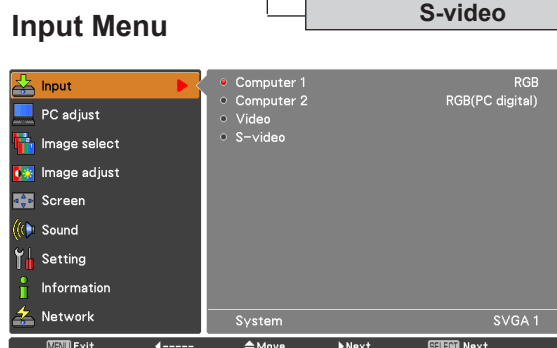 S-video
Input Menu
Input
PC adjust
Image select
Image adjust
Screen
Sound
Setting
Information
Network
Computer 1 RGB
Computer 2 RGB(PC digital)
Video
S-video
System SVGA 1
MENU Exit ----- Move Next SELECT Next